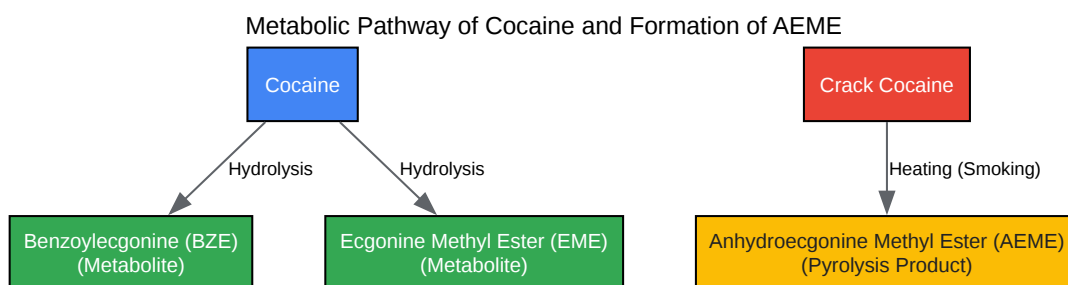 Metabolic Pathway of Cocaine and Formation of AEME
Cocaine
Crack Cocaine
Hydrolysis
Hydrolysis
Heating (Smoking)
Benzoylecgonine (BZE)
(Metabolite)
Ecgonine Methyl Ester (EME)
(Metabolite)
Anhydroecgonine Methyl Ester (AEME)
(Pyrolysis Product)